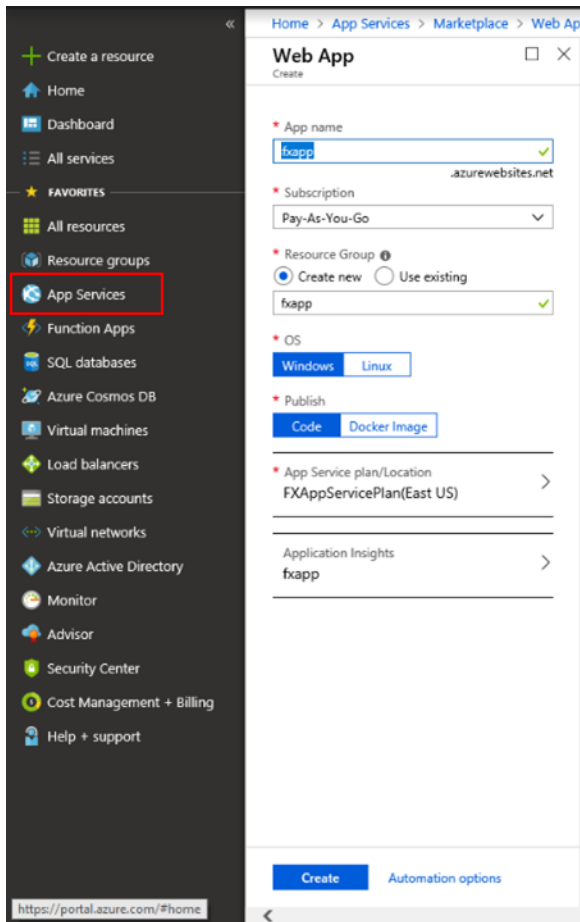 «
Create a resource
Home
Dashboard
All services
FAVORITES
All resources
Resource groups
App Services
Function Apps
SQL databases
Azure Cosmos DB
Virtual machines
Load balancers
Storage accounts
Virtual networks
Azure Active Directory
Monitor
Advisor
Security Center
Cost Management + Billing
Help + support
https://portal.azure.com/#home
Home > App Services > Marketplace > Web Ap
Web App
Create
* App name
fxapp
.azurewebsites.net
* Subscription
Pay-As-You-Go
* Resource Group
Create new Use existing
fxapp
* OS
Windows Linux
* Publish
Code Docker Image
* App Service plan/Location
FXAppServicePlan(East US)
Application Insights
fxapp
Create Automation options